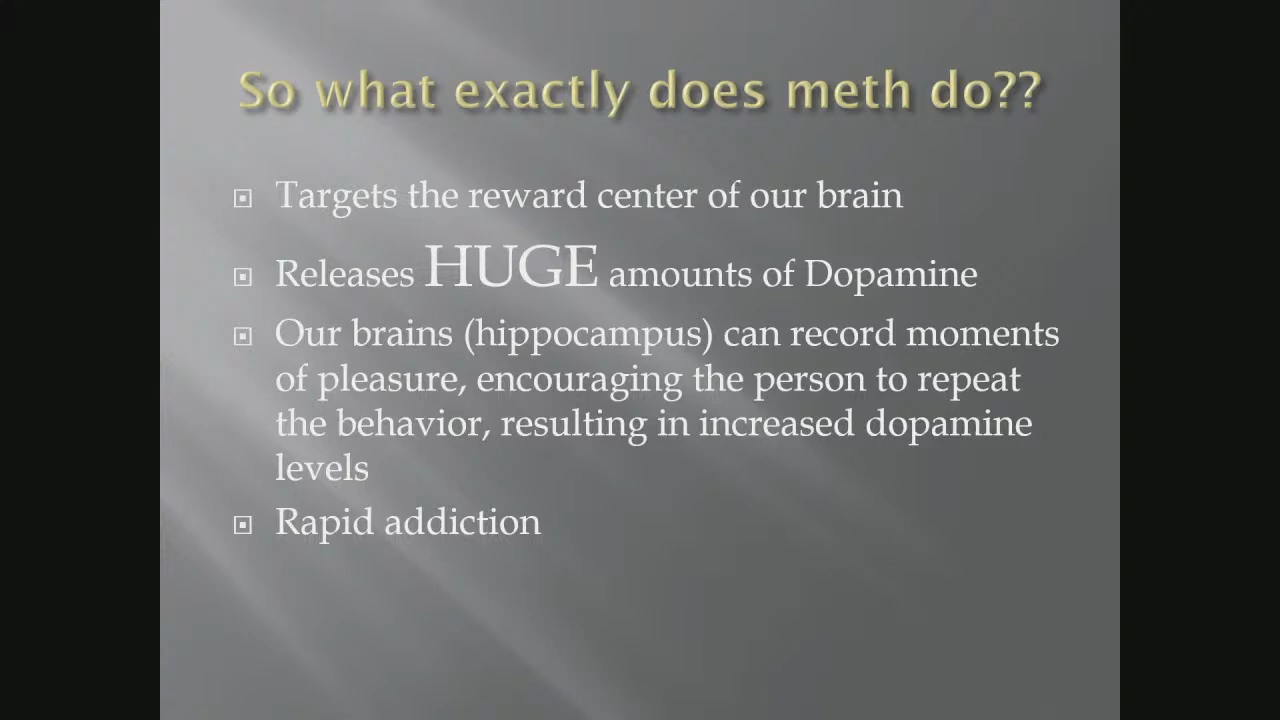 So what exactly does meth do??
Targets the reward center of our brain
Releases HUGE amounts of Dopamine
Our brains (hippocampus) can record moments
of pleasure, encouraging the person to repeat
the behavior, resulting in increased dopamine
levels
Rapid addiction